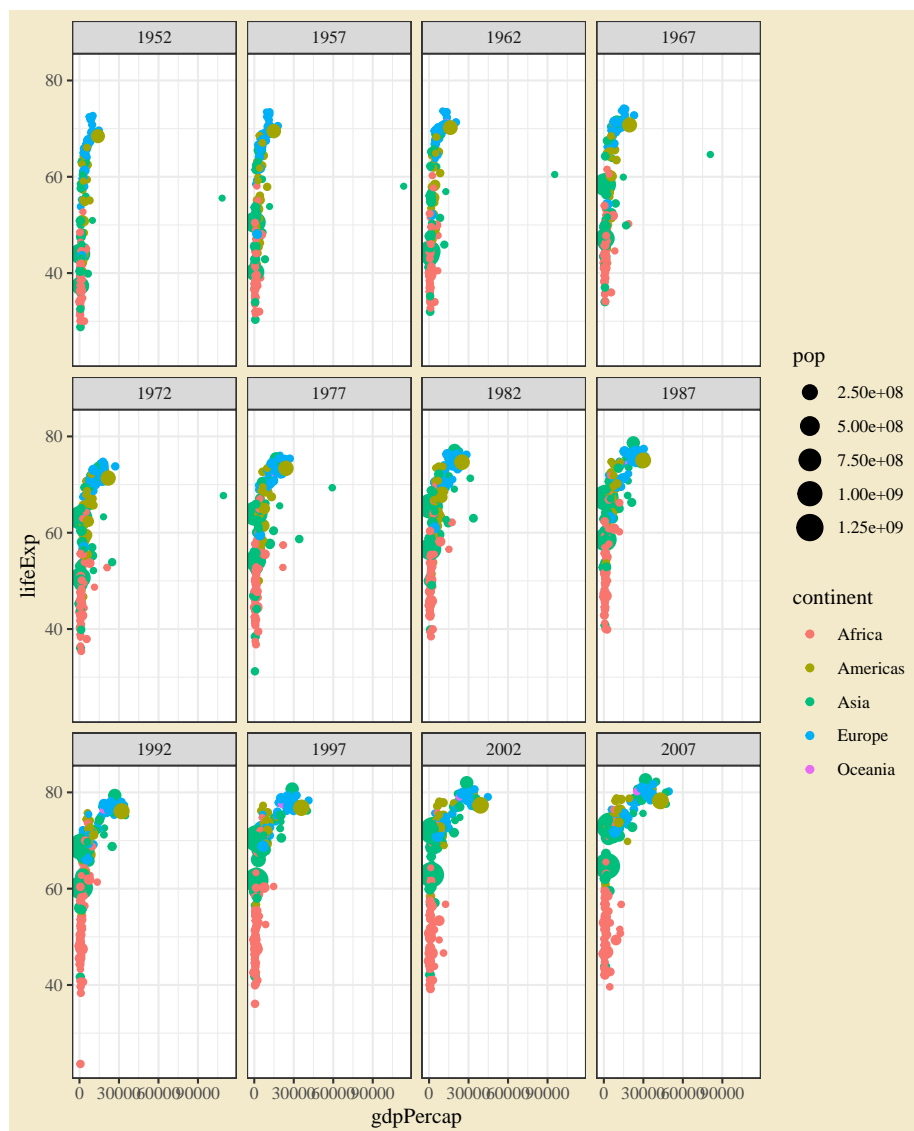 1952 1957 1962 1967
80
60
40
1972 1977 1982 1987
80
60
40
1992 1997 2002 2007
80
60
40
0 30000 60000 90000 0 30000 60000 90000 0 30000 60000 90000 0 30000 60000 90000
gdpPercap
lifeExp
pop
2.50e+08
5.00e+08
7.50e+08
1.00e+09
1.25e+09
continent
Africa
Americas
Asia
Europe
Oceania